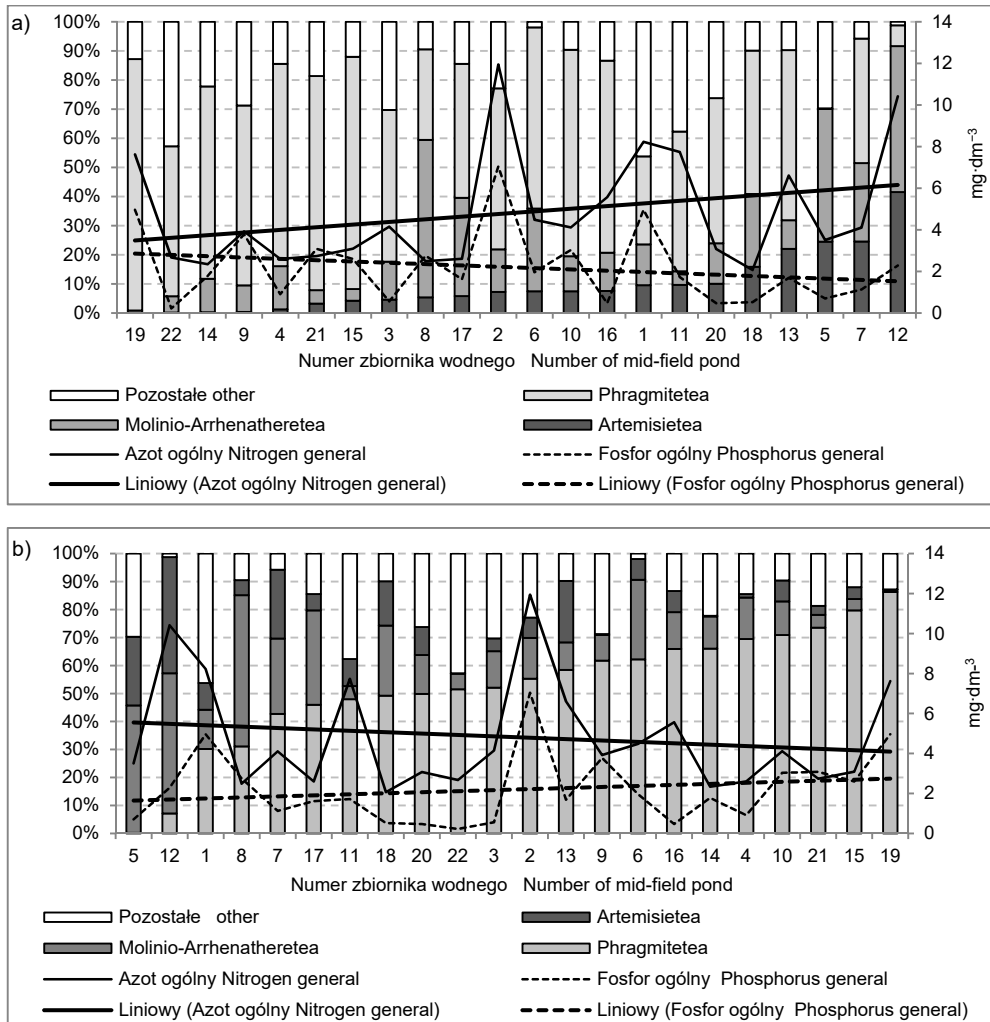 a)
100% 90% 80% 70% 60% 50% 40% 30% 20% 10% 0%
14 12 10 8 6 4 2 0
mg·dm⁻³
19 22 14 9 4 21 15 3 8 17 2 6 10 16 1 11 20 18 13 5 7 12
Numer zbiornika wodnego Number of mid-field pond
Pozostałe other Phragmitetea
Molinio-Arrhenatheretea Artemisietea
Azot ogólny Nitrogen general Fosfor ogólny Phosphorus general
Liniowy (Azot ogólny Nitrogen general) Liniowy (Fosfor ogólny Phosphorus general)
b)
100% 90% 80% 70% 60% 50% 40% 30% 20% 10% 0%
14 12 10 8 6 4 2 0
mg·dm-³
5 12 1 8 7 17 11 18 20 22 3 2 13 9 6 16 14 4 10 21 15 19
Numer zbiornika wodnego Number of mid-field pond
Pozostałe other Artemisietea
Molinio-Arrhenatheretea Phragmitetea
Azot ogólny Nitrogen general Fosfor ogólny Phosphorus general
Liniowy (Azot ogólny Nitrogen general) Liniowy (Fosfor ogólny Phosphorus general)